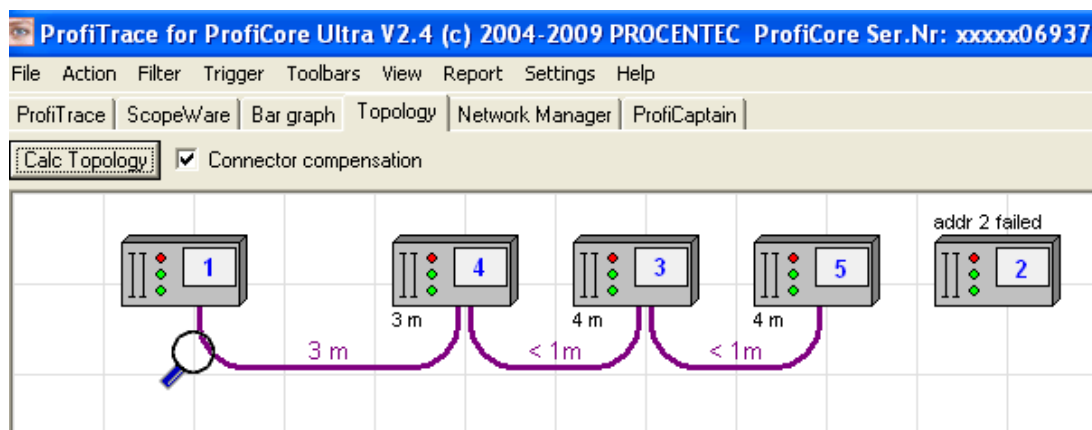 ProfiTrace for ProfiCore Ultra V2.4 (c) 2004-2009 PROCENTEC ProfiCore Ser.Nr: xxxxx06937
File Action Filter Trigger Toolbars View Report Settings Help
ProfiTrace ScopeWare Bar graph Topology Network Manager ProfiCaptain
Calc Topology Connector compensation
addr 2 failed
1 4 3 5 2
3 m 4 m 4 m
3 m < 1m < 1m